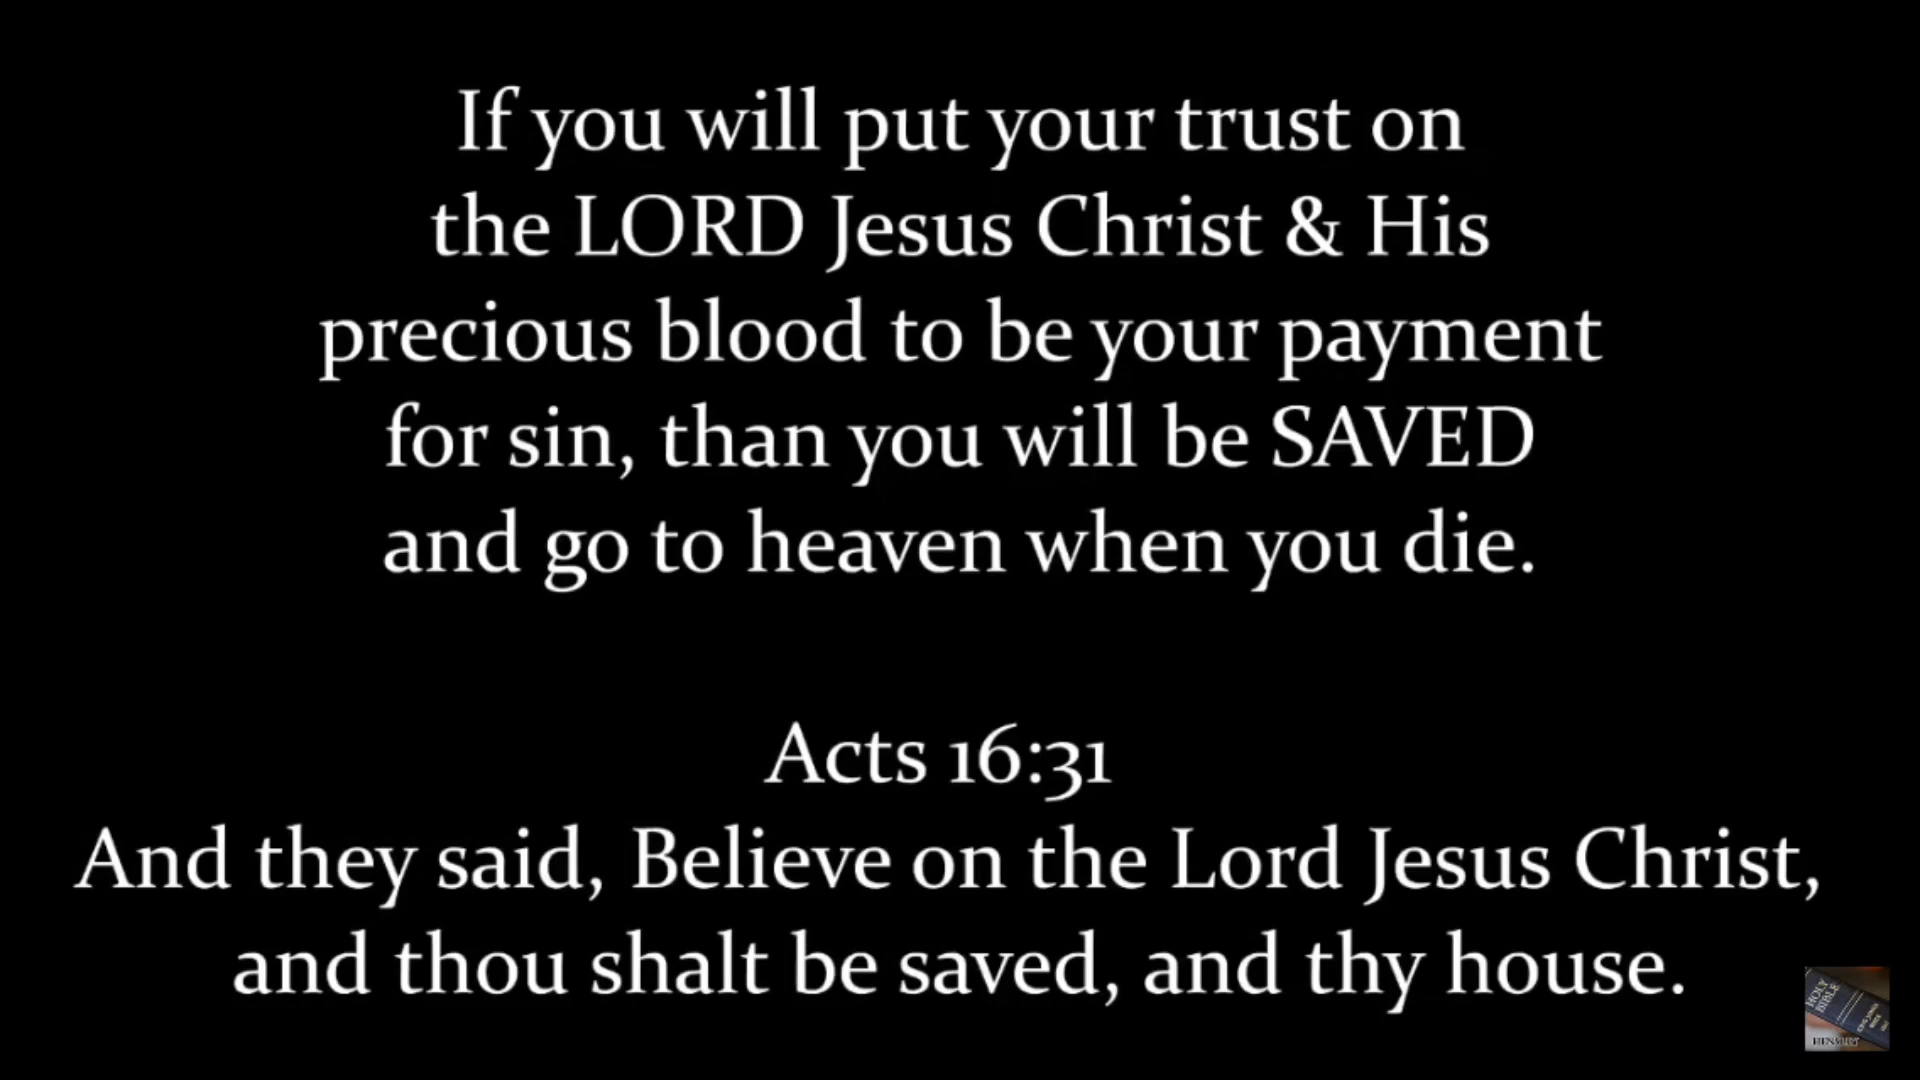 If you will put your trust on
the LORD Jesus Christ & His
precious blood to be your payment
for sin, than you will be SAVED
and go to heaven when you die.
Acts 16:31
And they said, Believe on the Lord Jesus Christ,
and thou shalt be saved, and thy house.
HOLY
BIBLE